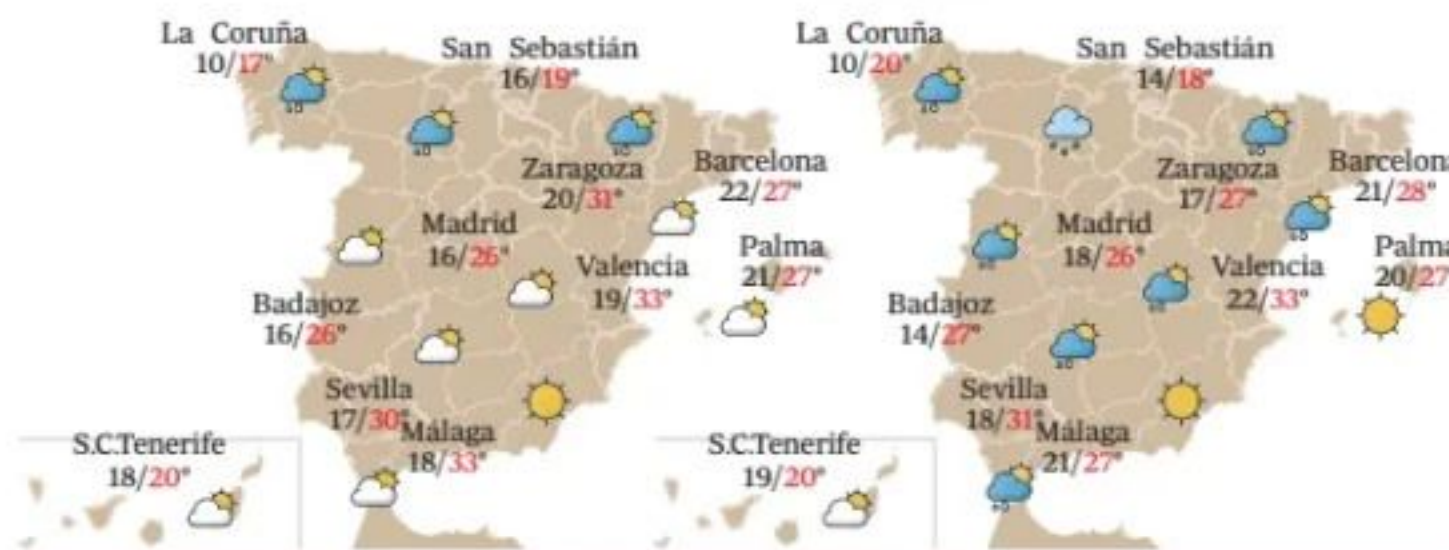 La Coruña
10/17°
San Sebastián
16/19°
Zaragoza
20/31°
Barcelona
22/27°
Madrid
16/26°
Valencia
19/33°
Palma
21/27°
Badajoz
16/26°
Sevilla
17/30°
Málaga
18/33°
S.C.Tenerife
18/20°
La Coruña
10/20°
San Sebastián
14/18°
Zaragoza
17/27°
Barcelona
21/28°
Madrid
18/26°
Valencia
22/33°
Palma
20/27
Badajoz
14/27°
Sevilla
18/31°
Málaga
21/27°
S.C.Tenerife
19/20°